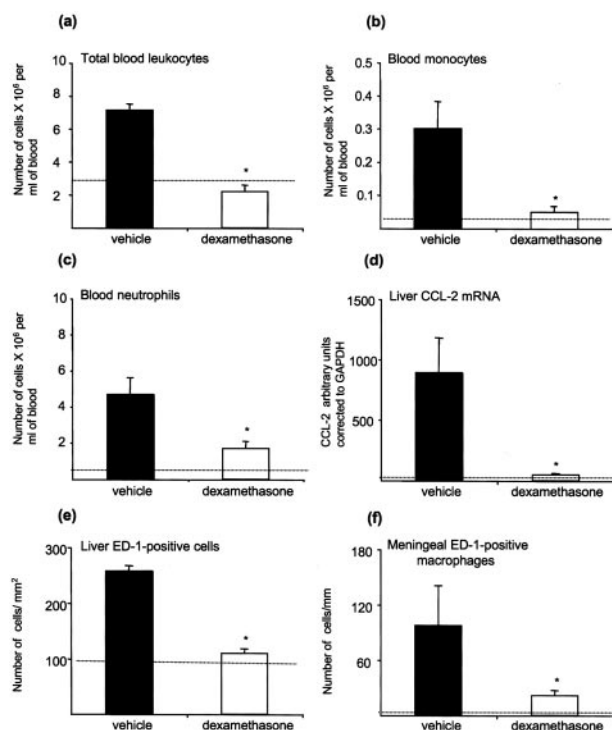 (a)
Total blood leukocytes
Number of cells X 10⁶ per
ml of blood
10
8
6
4
2
*
vehicle
dexamethasone
(b)
Blood monocytes
Number of cells X 10⁶ per
ml of blood
0.5
0.4
0.3
0.2
0.1
*
vehicle
dexamethasone
(c)
Blood neutrophils
Number of cells X 10⁶ per
ml of blood
10
8
6
4
2
*
vehicle
dexamethasone
(d)
Liver CCL-2 mRNA
CCL-2 arbitrary units
corrected to GAPDH
1500
1000
500
*
vehicle
dexamethasone
(e)
Liver ED-1-positive cells
Number of cells/ mm²
300
200
100
*
vehicle
dexamethasone
(f)
Meningeal ED-1-positive
macrophages
Number of cells/mm
180
120
60
*
vehicle
dexamethasone